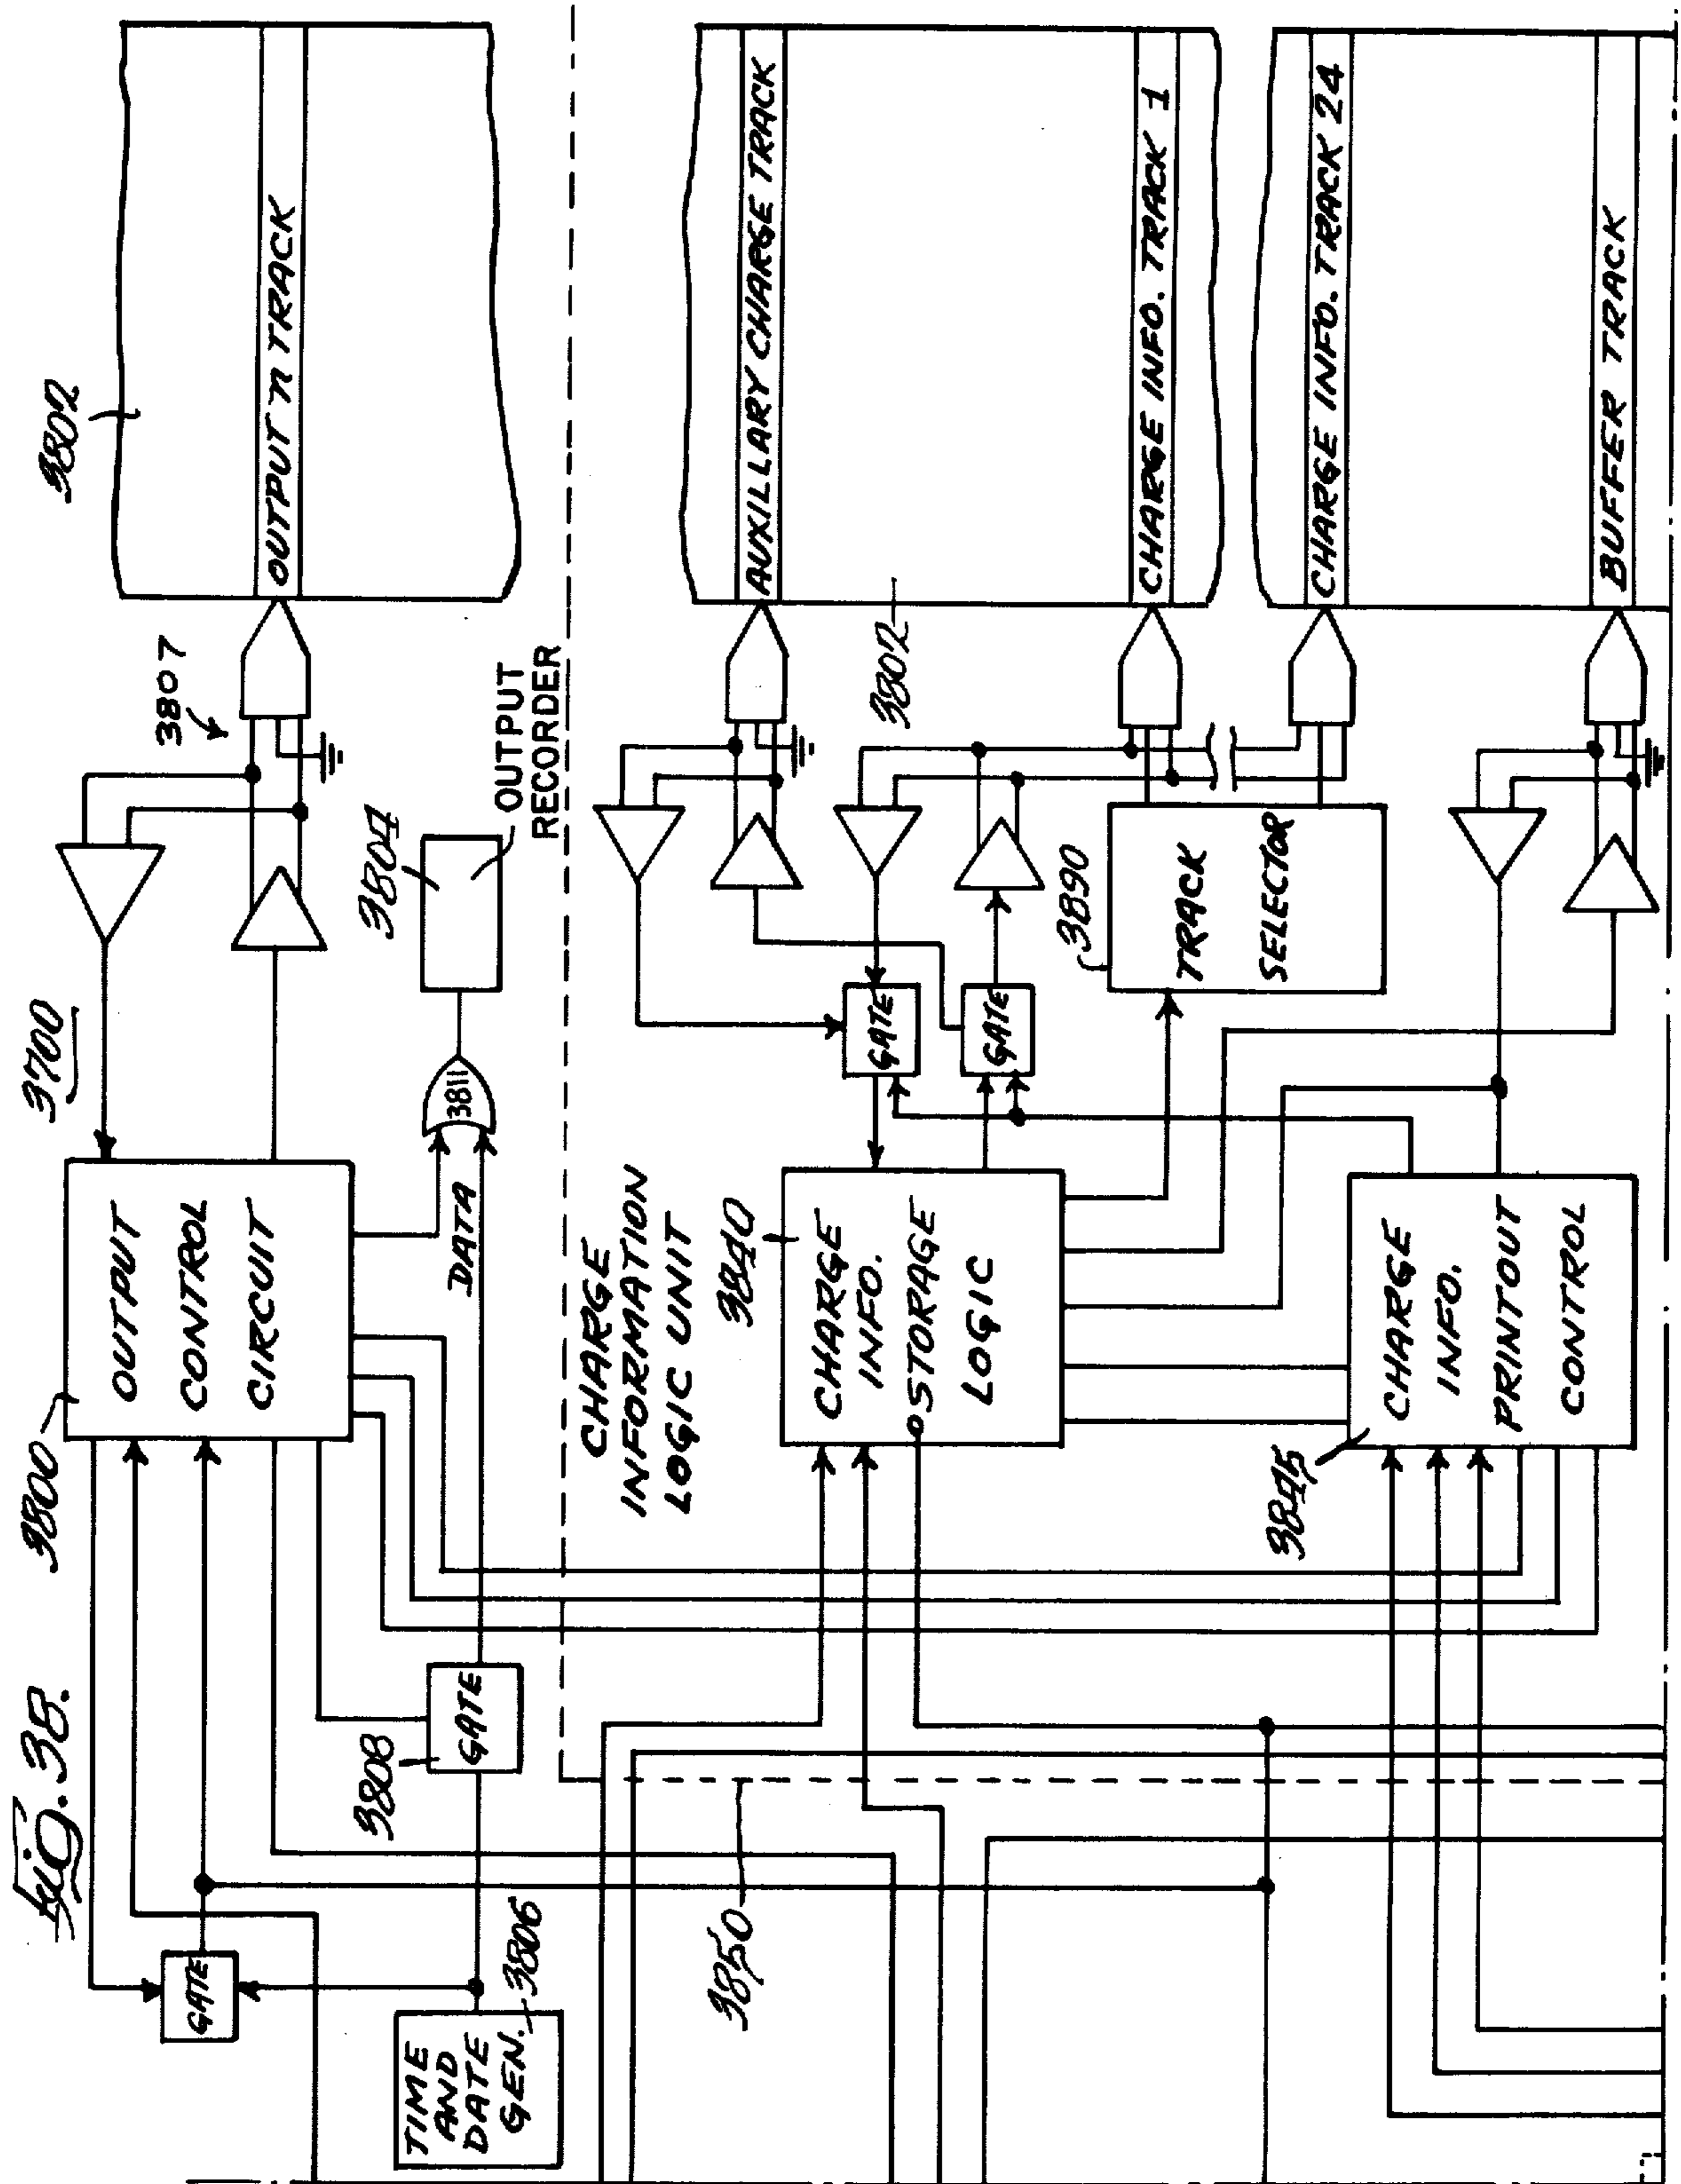 Fig. 38.
3700
3800
OUTPUT
CONTROL
CIRCUIT
3807
3802
OUTPUT n TRACK
GATE
TIME
AND
DATE
GEN.
3806
3808
GATE
DATA
3811
3804
OUTPUT
RECORDER
CHARGE
INFORMATION
LOGIC UNIT
3850
3840
CHARGE
INFO.
STORAGE
LOGIC
GATE
GATE
3802
AUXILLARY CHARGE TRACK
CHARGE INFO. TRACK 1
3890
TRACK
SELECTOR
CHARGE INFO. TRACK 24
3845
CHARGE
INFO.
PRINTOUT
CONTROL
BUFFER TRACK